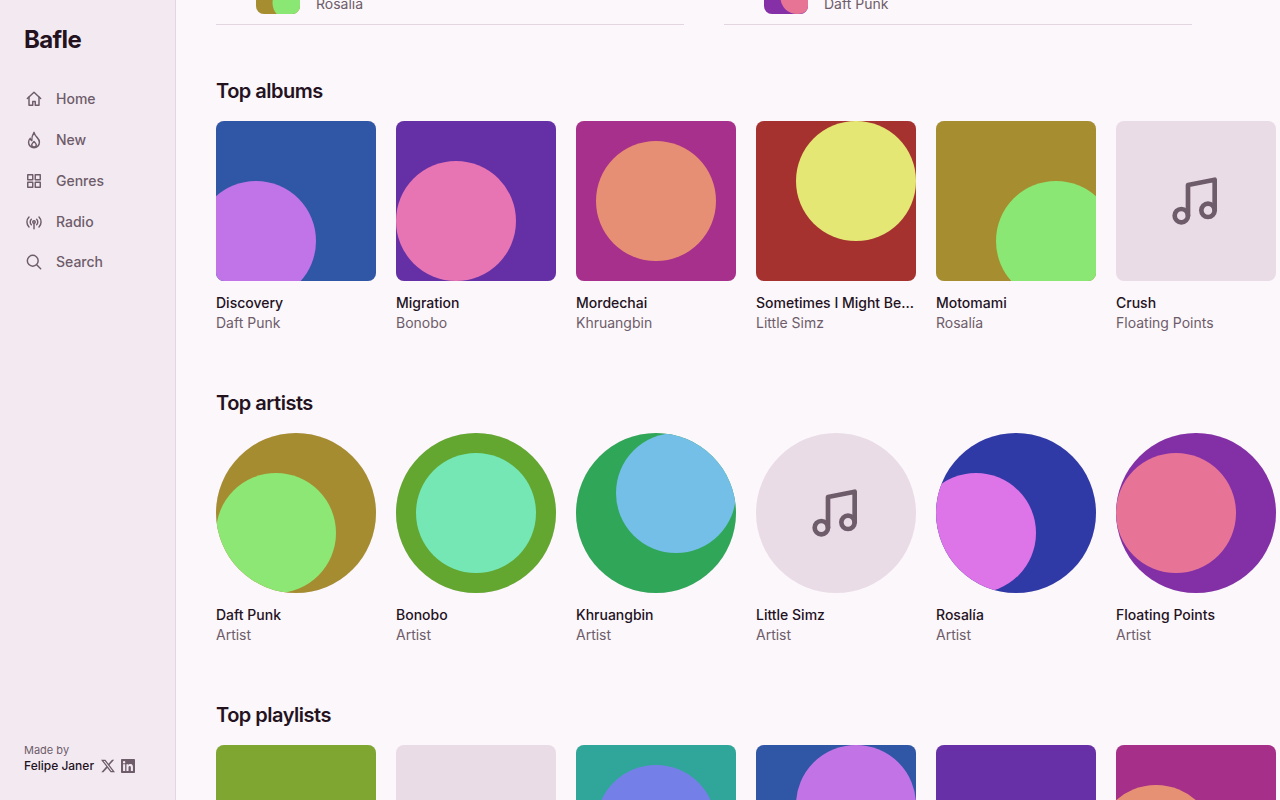 Bafle
Home
New
Genres
Radio
Search
Made by
Felipe Janer
Rosalía
Daft Punk
Top albums
Discovery
Daft Punk
Migration
Bonobo
Mordechai
Khruangbin
Sometimes I Might Be...
Little Simz
Motomami
Rosalía
Crush
Floating Points
Top artists
Daft Punk
Artist
Bonobo
Artist
Khruangbin
Artist
Little Simz
Artist
Rosalía
Artist
Floating Points
Artist
Top playlists